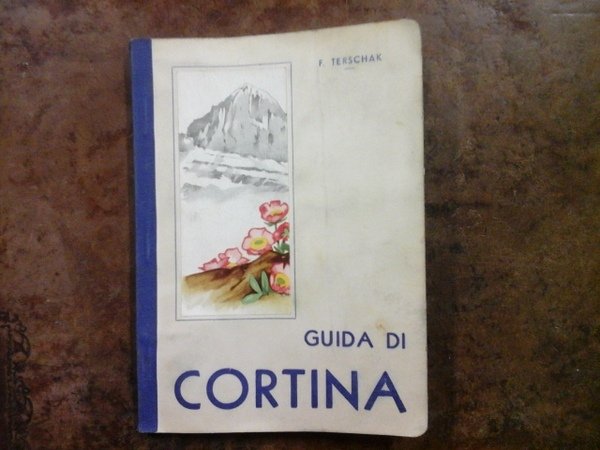 F. TERSCHAK
GUIDA DI
CORTINA